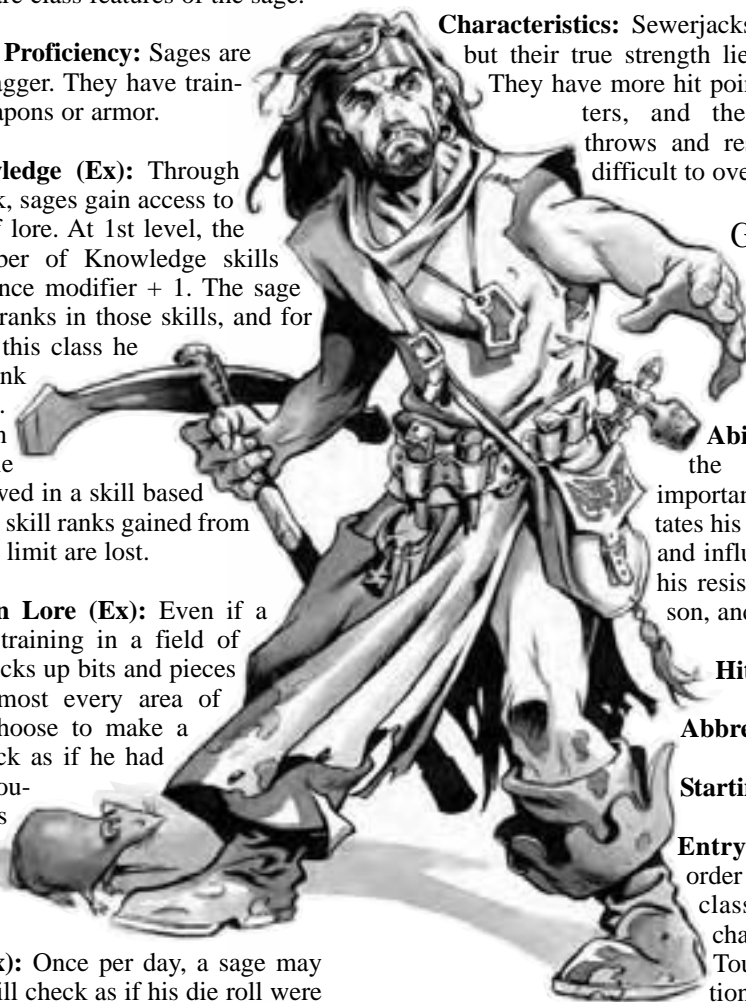 are class features of the sage.
Proficiency: Sages are
agger. They have train-
apons or armor.
ledge (Ex): Through
k, sages gain access to
f lore. At 1st level, the
ber of Knowledge skills
nce modifier + 1. The sage
ranks in those skills, and for
this class he
nk
.
n
le
ved in a skill based
skill ranks gained from
limit are lost.
n Lore (Ex): Even if a
training in a field of
cks up bits and pieces
most every area of
hoose to make a
ck as if he had
ou-
s
x): Once per day, a sage may
ill check as if his die roll were
Characteristics: Sewerjacks
but their true strength lie
They have more hit poin
ters, and the
throws and re
difficult to ove
G
Abi
the
importan
tates his
and influ
his resis
son, and
Hit
Abbre
Startin
Entry
order
class
cha
Tou
tion